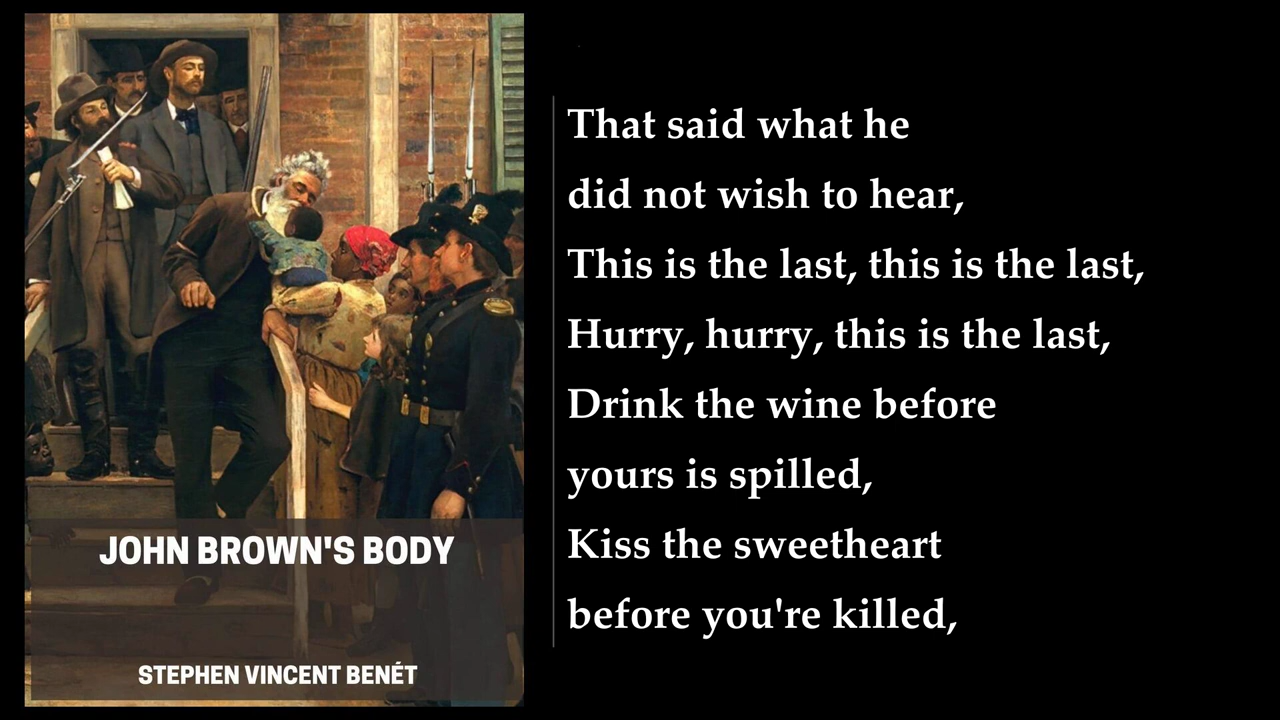 JOHN BROWN'S BODY
STEPHEN VINCENT BENÉT
That said what he
did not wish to hear,
This is the last, this is the last,
Hurry, hurry, this is the last,
Drink the wine before
yours is spilled,
Kiss the sweetheart
before you're killed,